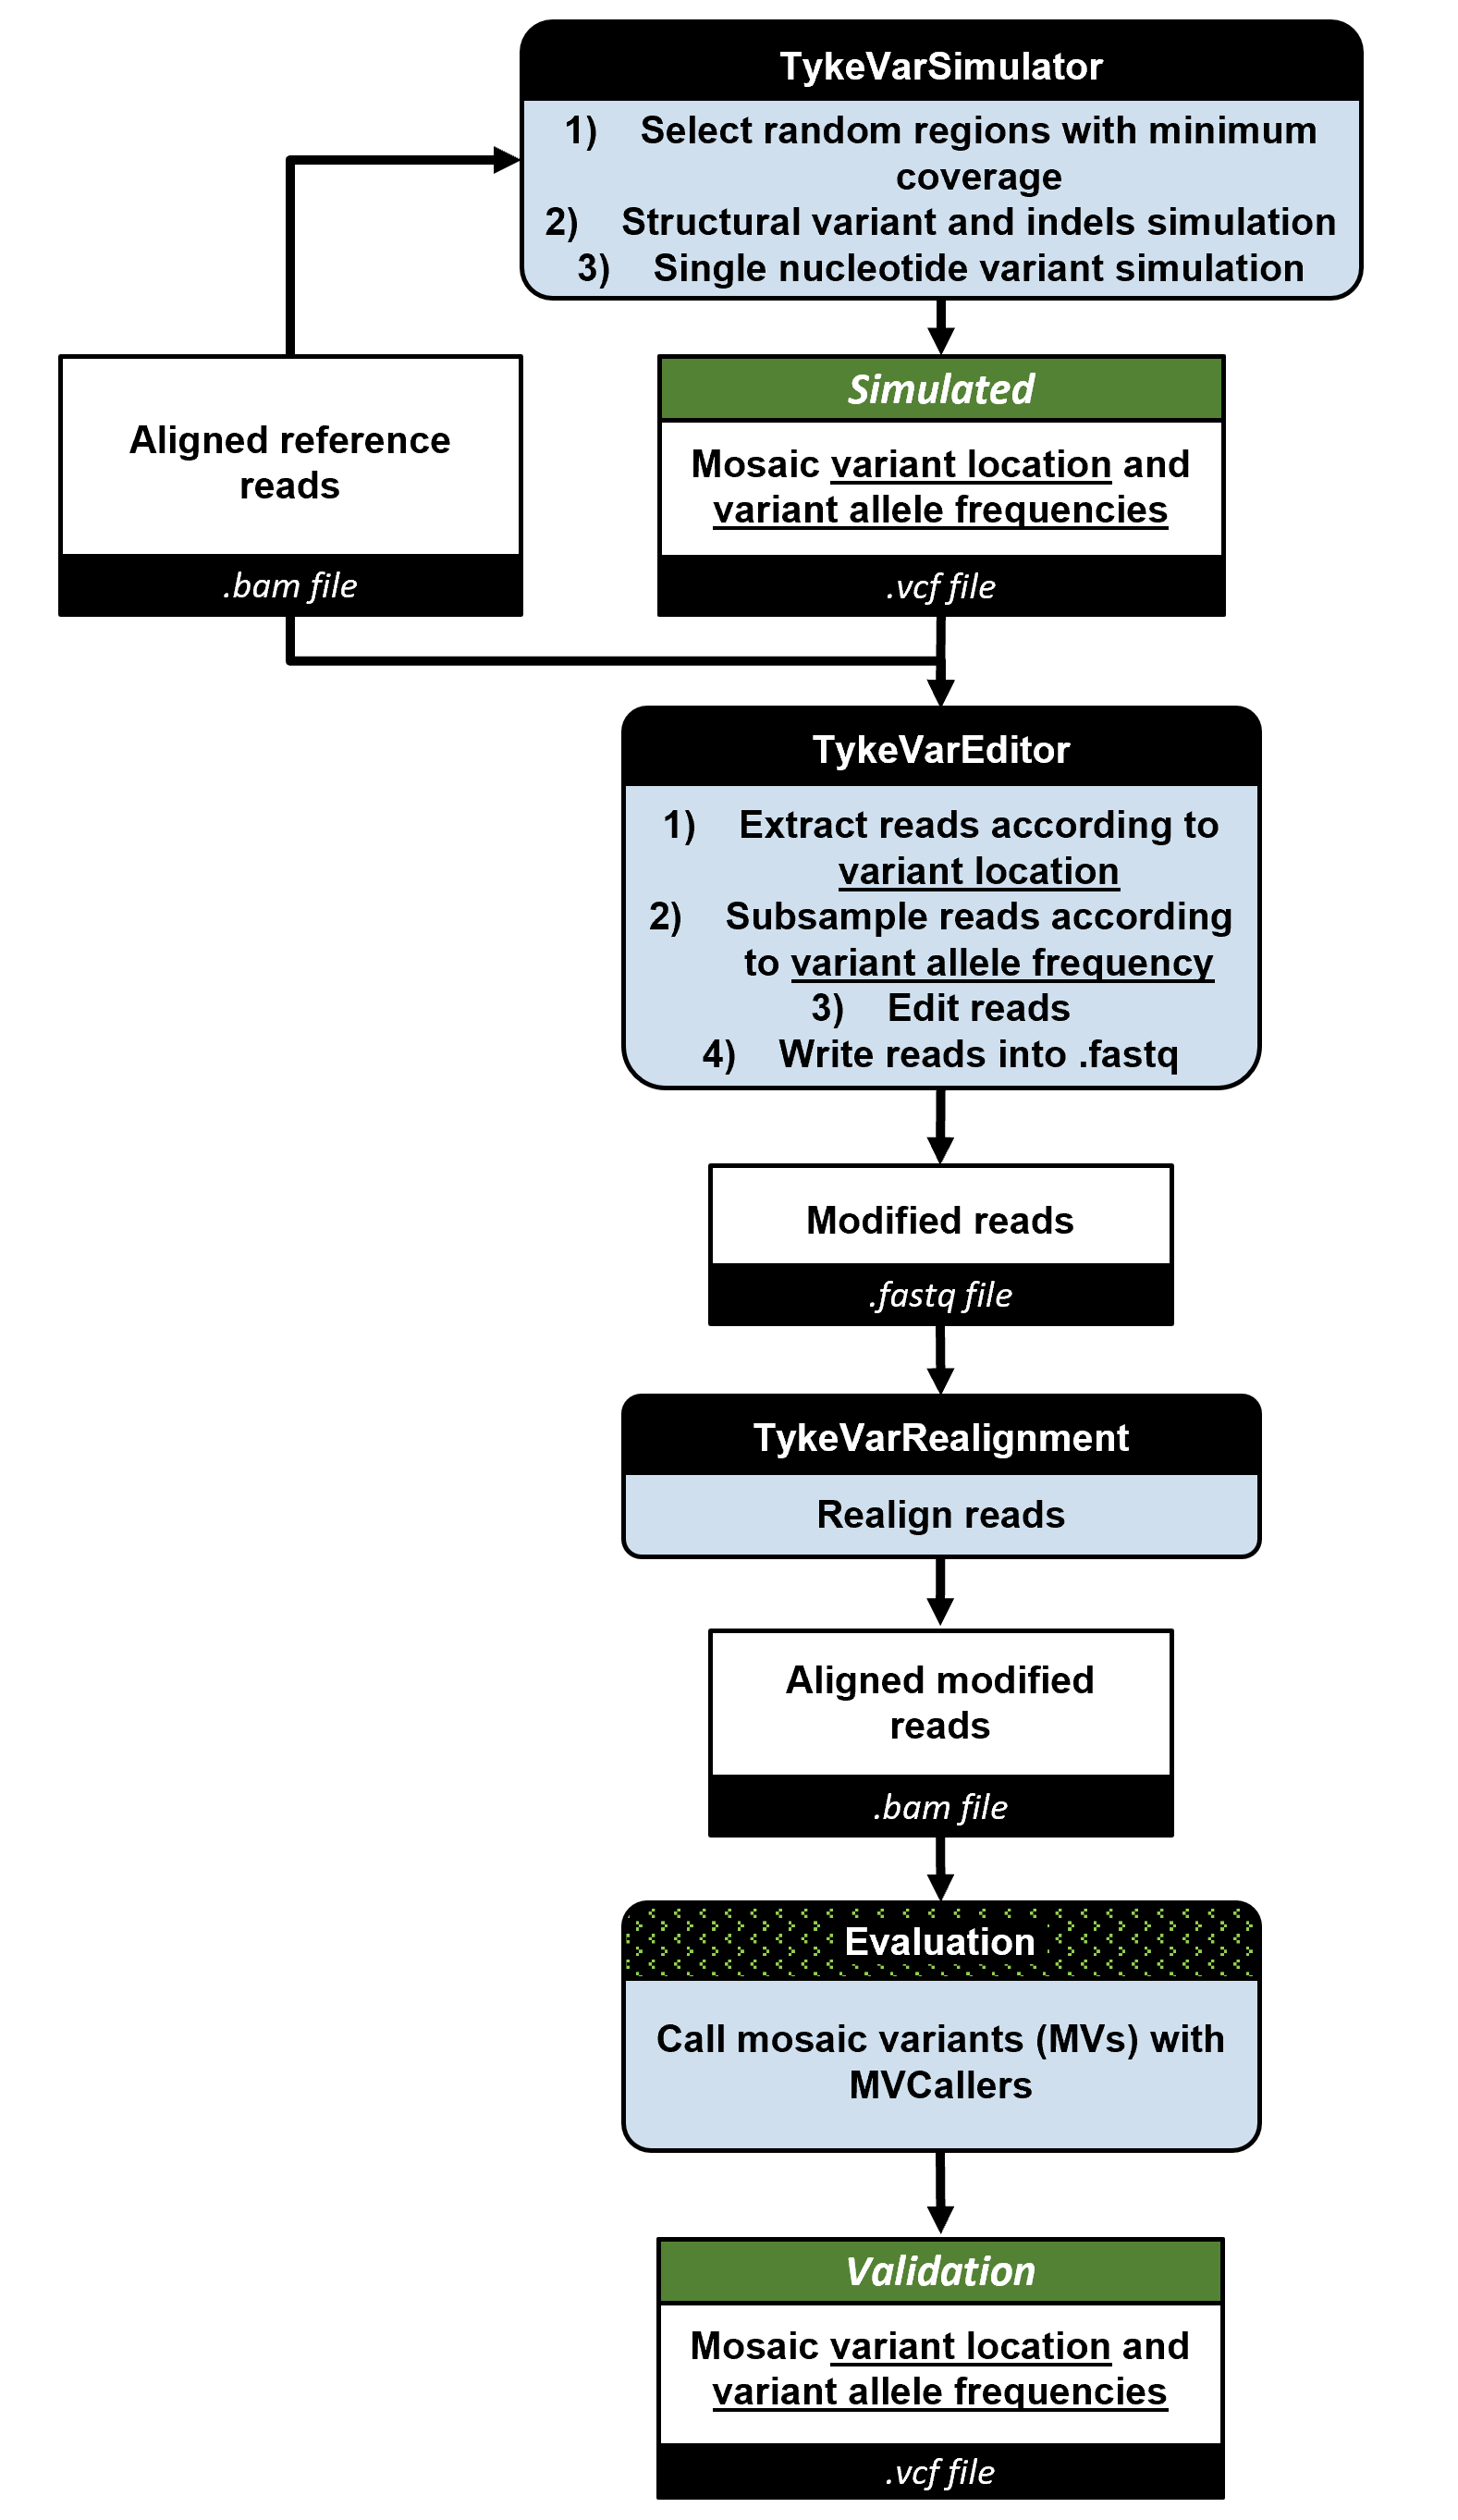 TykeVarSimulator
1) Select random regions with minimum
coverage
2) Structural variant and indels simulation
3) Single nucleotide variant simulation
Aligned reference
reads
.bam file
Simulated
Mosaic variant location and
variant allele frequencies
.vcf file
TykeVarEditor
1) Extract reads according to
variant location
2) Subsample reads according
to variant allele frequency
3) Edit reads
4) Write reads into .fastq
Modified reads
.fastq file
TykeVarRealignment
Realign reads
Aligned modified
reads
.bam file
Evaluation
Call mosaic variants (MVs) with
MVCallers
Validation
Mosaic variant location and
variant allele frequencies
.vcf file